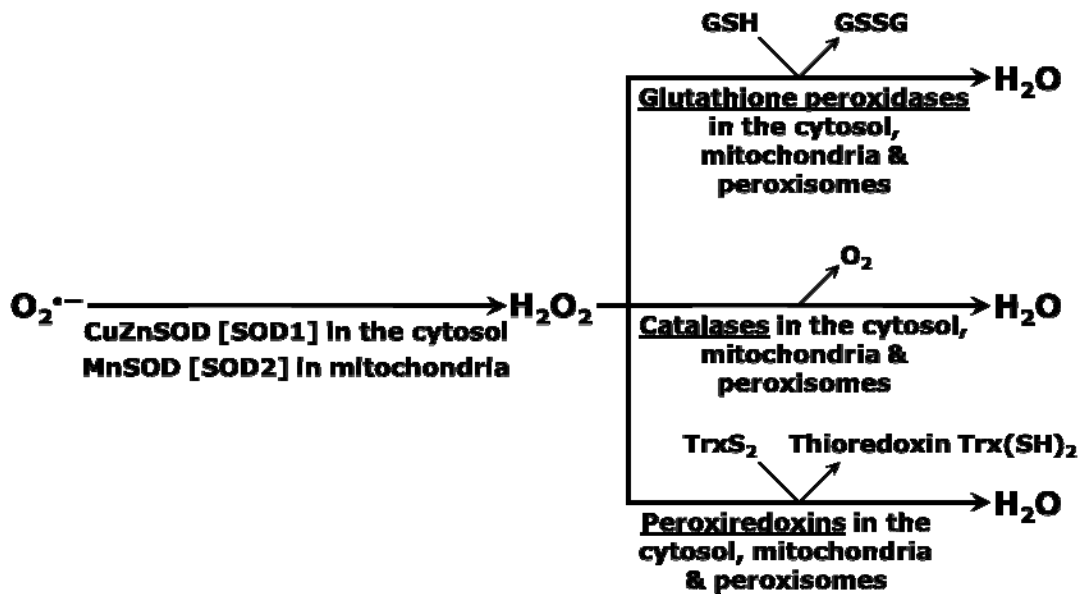 GSH GSSG
H₂O
Glutathione peroxidases
in the cytosol,
mitochondria &
peroxisomes
O₂
O₂•− H₂O₂ H₂O
CuZnSOD [SOD1] in the cytosol
MnSOD [SOD2] in mitochondria
Catalases in the cytosol,
mitochondria &
peroxisomes
TrxS₂ Thioredoxin Trx(SH)₂
H₂O
Peroxiredoxins in the
cytosol, mitochondria
& peroxisomes